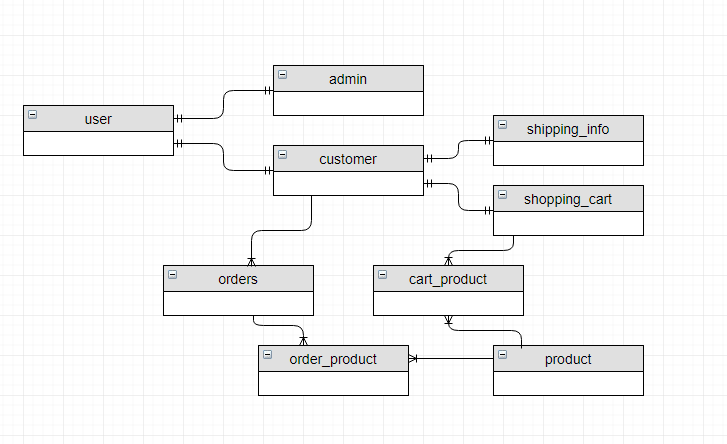 admin
user
shipping_info
customer
shopping_cart
orders
cart_product
order_product
product